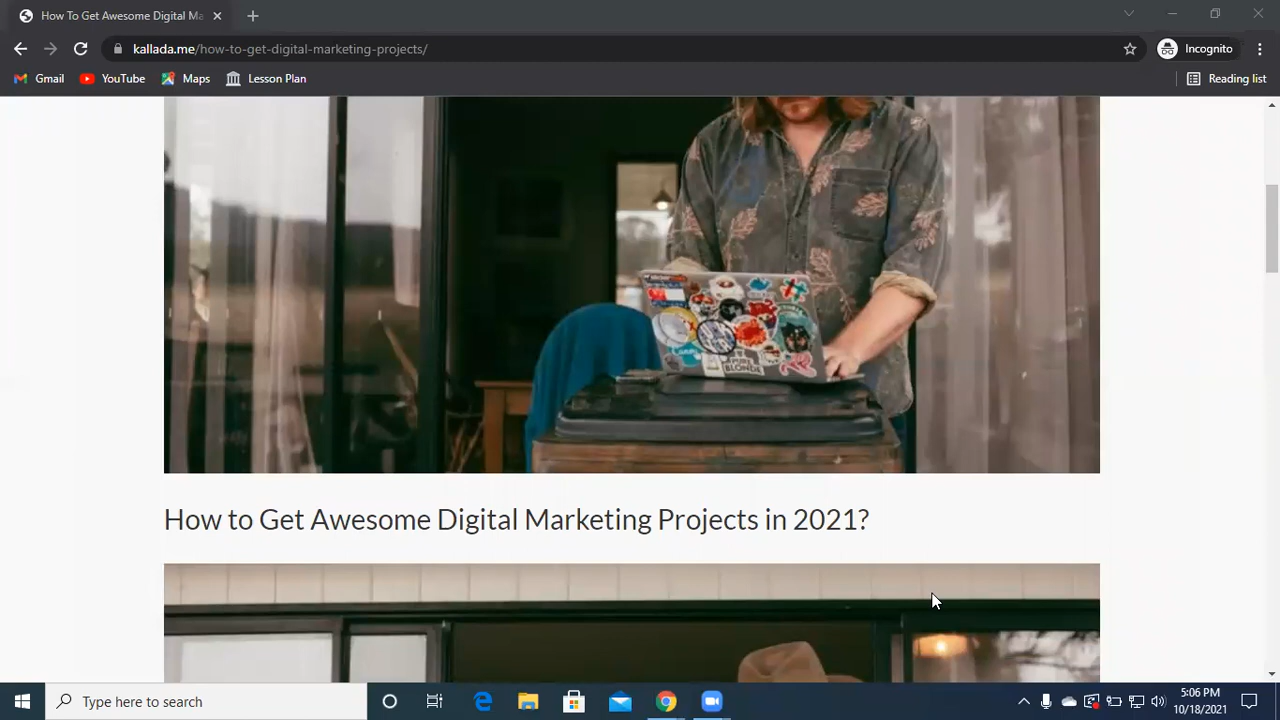 How To Get Awesome Digital Ma
kallada.me/how-to-get-digital-marketing-projects/
Incognito
Gmail
YouTube
Maps
Lesson Plan
Reading list
BLONDE
How to Get Awesome Digital Marketing Projects in 2021?
Type here to search
5:06 PM
10/18/2021